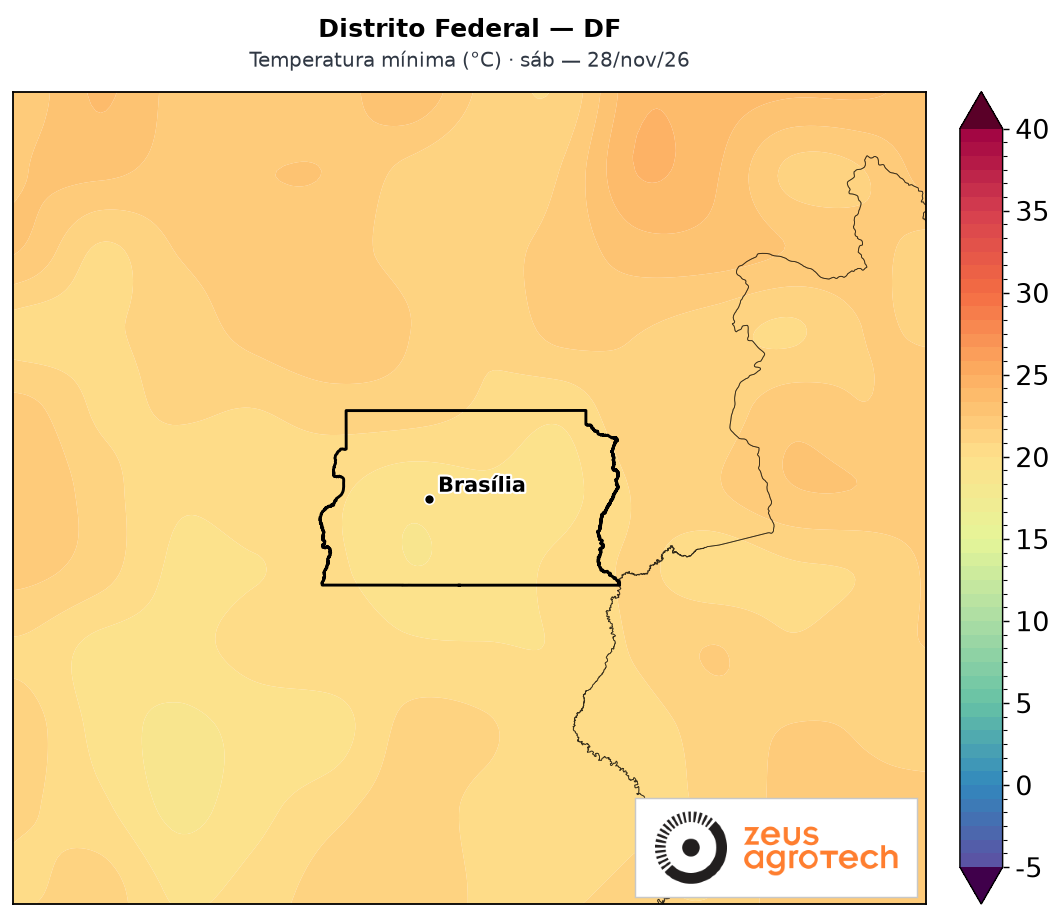 Distrito Federal — DF
Temperatura mínima (°C) · sáb — 28/nov/26
40
35
30
25
20
15
10
5
0
-5
Brasília
zeus
agrotech